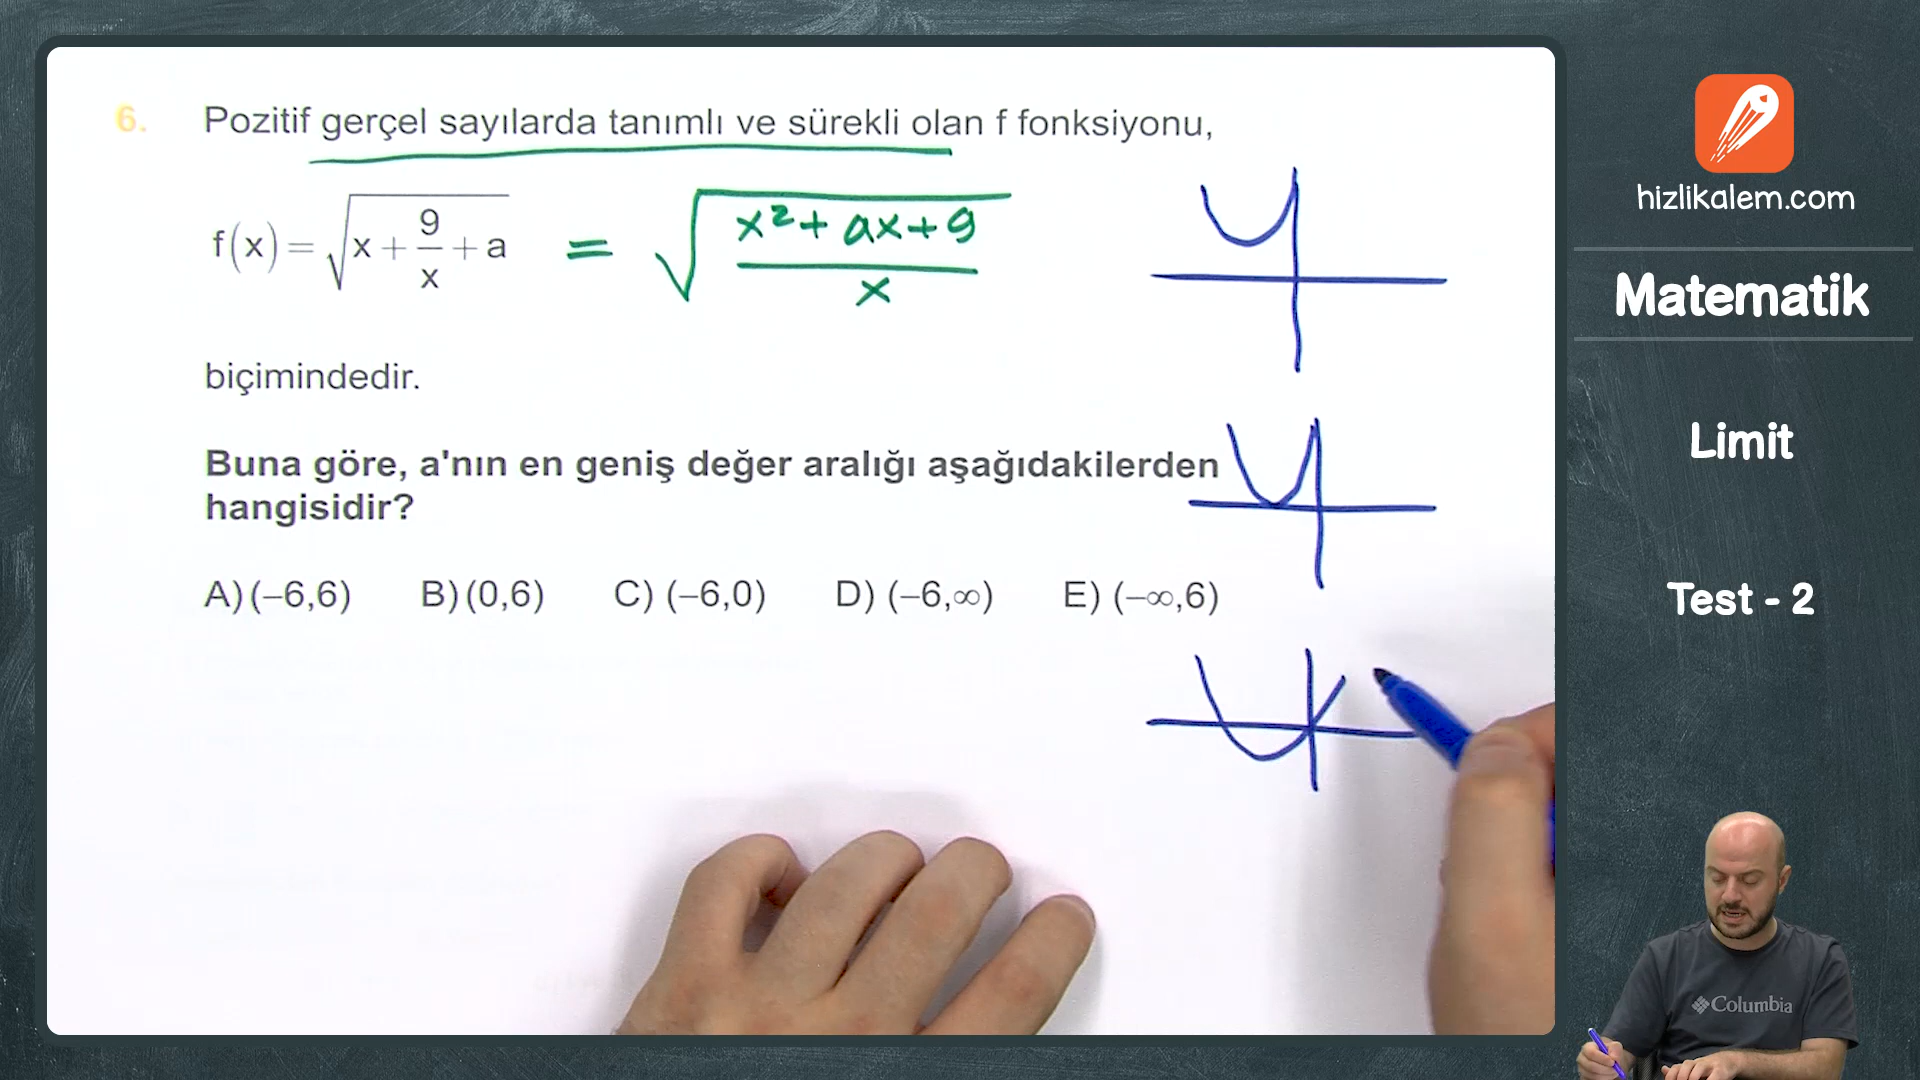 6. Pozitif gerçel sayılarda tanımlı ve sürekli olan f fonksiyonu,
f(x) = √(x + 9/x + a) = √((x² + ax + 9)/x)
biçimindedir.
Buna göre, a'nın en geniş değer aralığı aşağıdakilerden
hangisidir?
A) (–6,6) B) (0,6) C) (–6,0) D) (–6,∞) E) (–∞,6)
hizlikalem.com
Matematik
Limit
Test - 2
Columbia